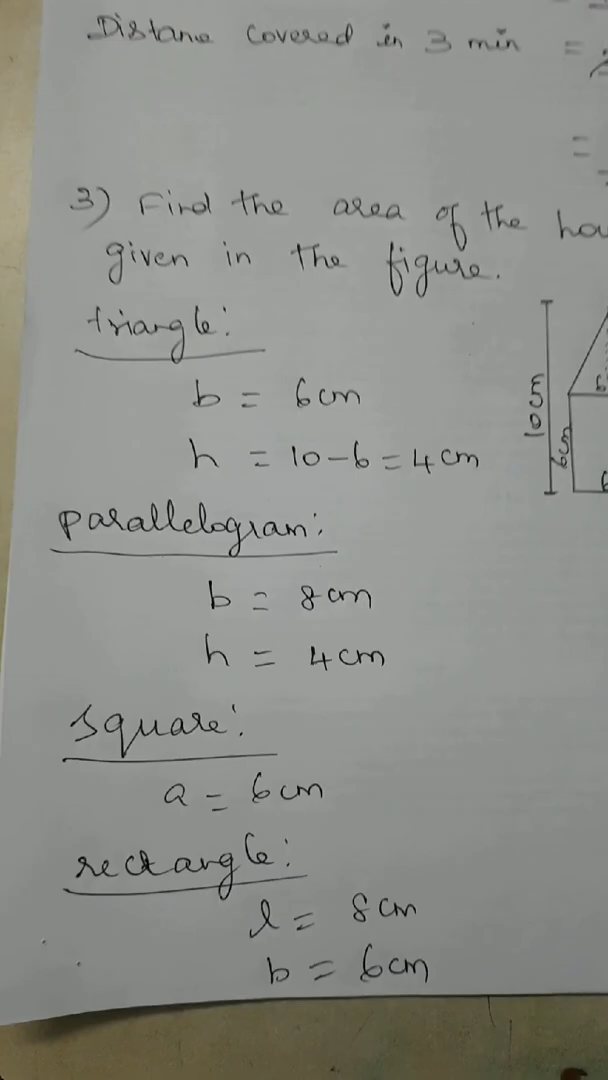 Distance covered in 3 min =
=
3) Find the area of the
given in the figure.
triangle:
b = 6cm
h = 10-6 = 4cm
10cm
6cm
parallelogram:
b = 8cm
h = 4cm
square:
a = 6cm
rectangle:
l = 8cm
b = 6cm